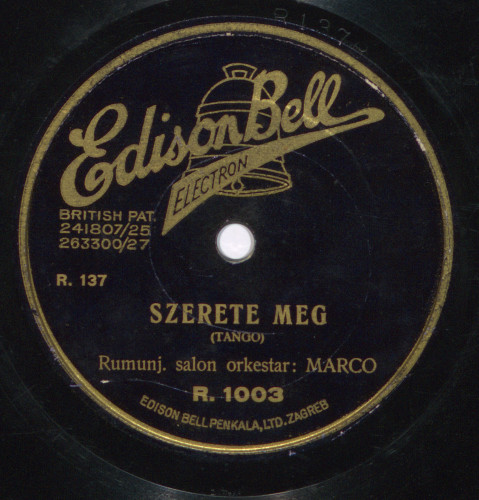 R 137
Edison Bell
ELECTRON
BRITISH PAT.
241807/25
263300/27
R. 137
SZERETE MEG
(TANGO)
Rumunj. salon orkestar: MARCO
R. 1003
EDISON BELL PENKALA, LTD. ZAGREB